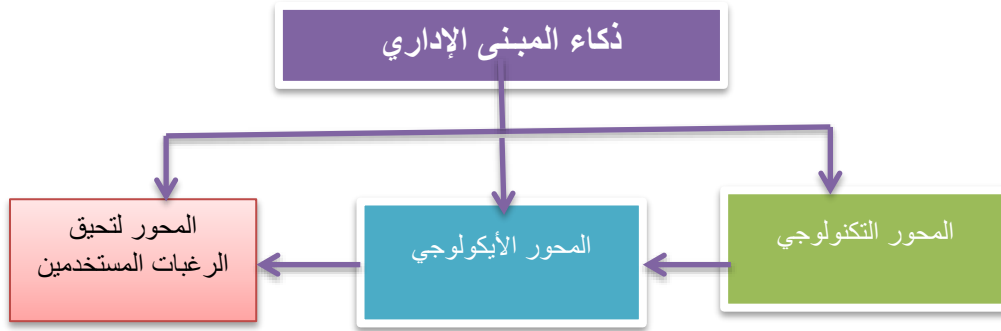 ذكاء المبنى الإداري
المحور التكنولوجي
المحور الأيكولوجي
المحور لتحيق
الرغبات المستخدمين